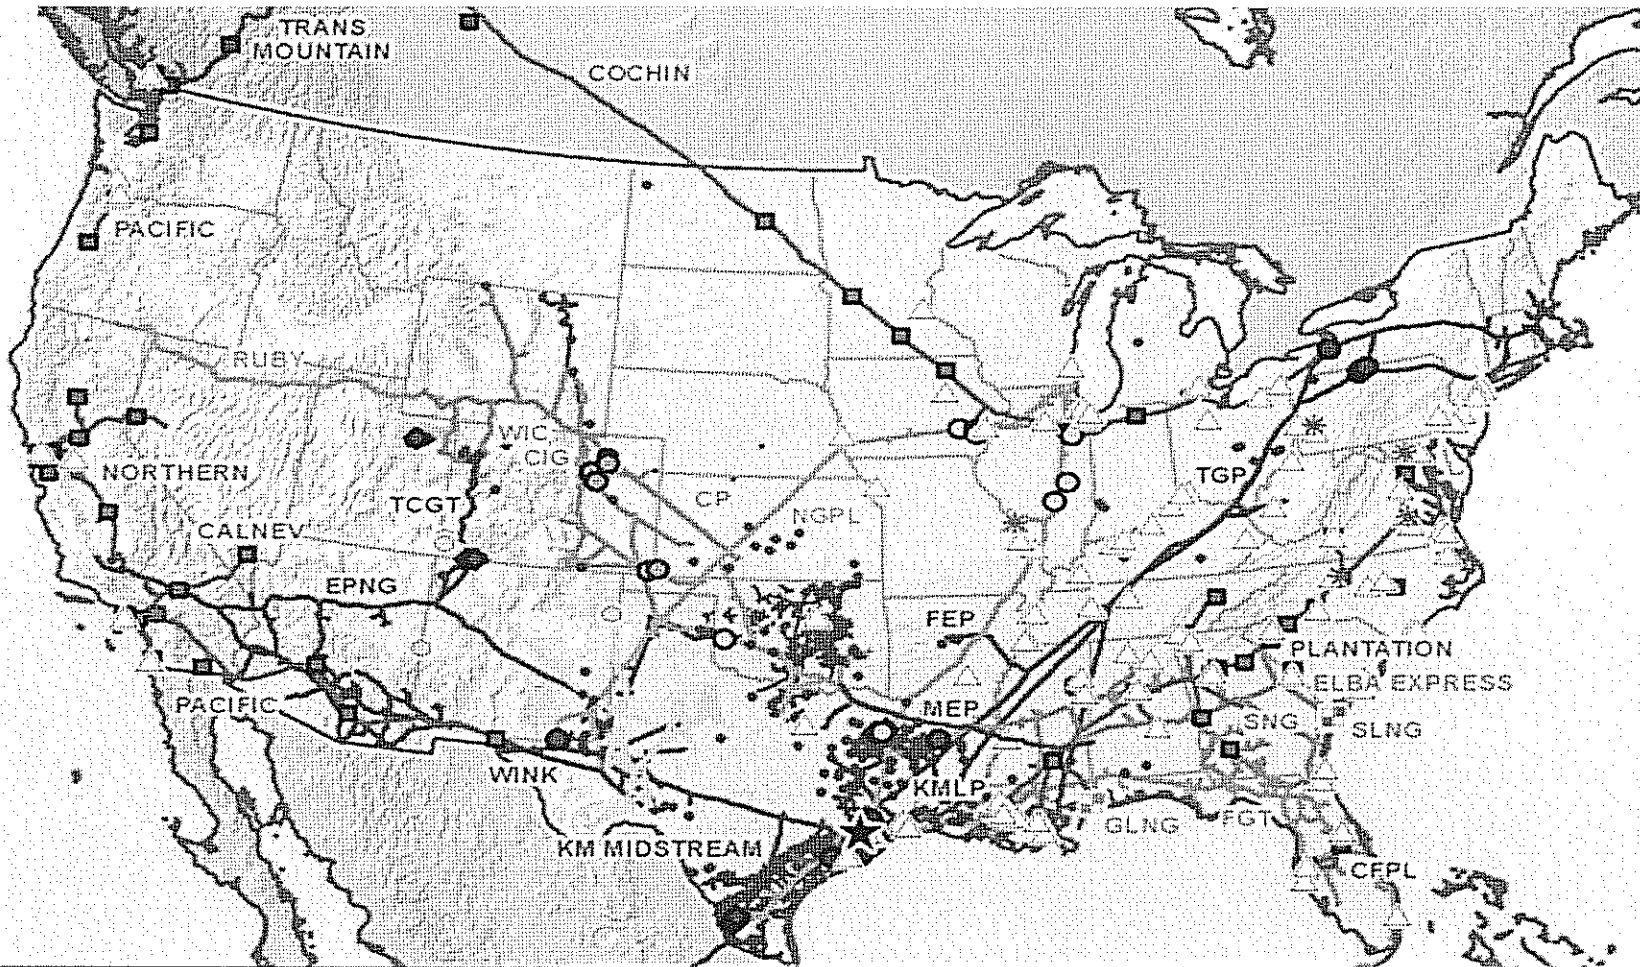 TRANS
MOUNTAIN
COCHIN
PACIFIC
RUBY
WIC
CIG
NORTHERN
TCGT
CP
TGP
NGPL
CALNEV
EPNG
FEP
PLANTATION
ELBA EXPRESS
PACIFIC
MEP
SNG
SLNG
WINK
KMLP
GLNG
FGT
KM MIDSTREAM
CFPL